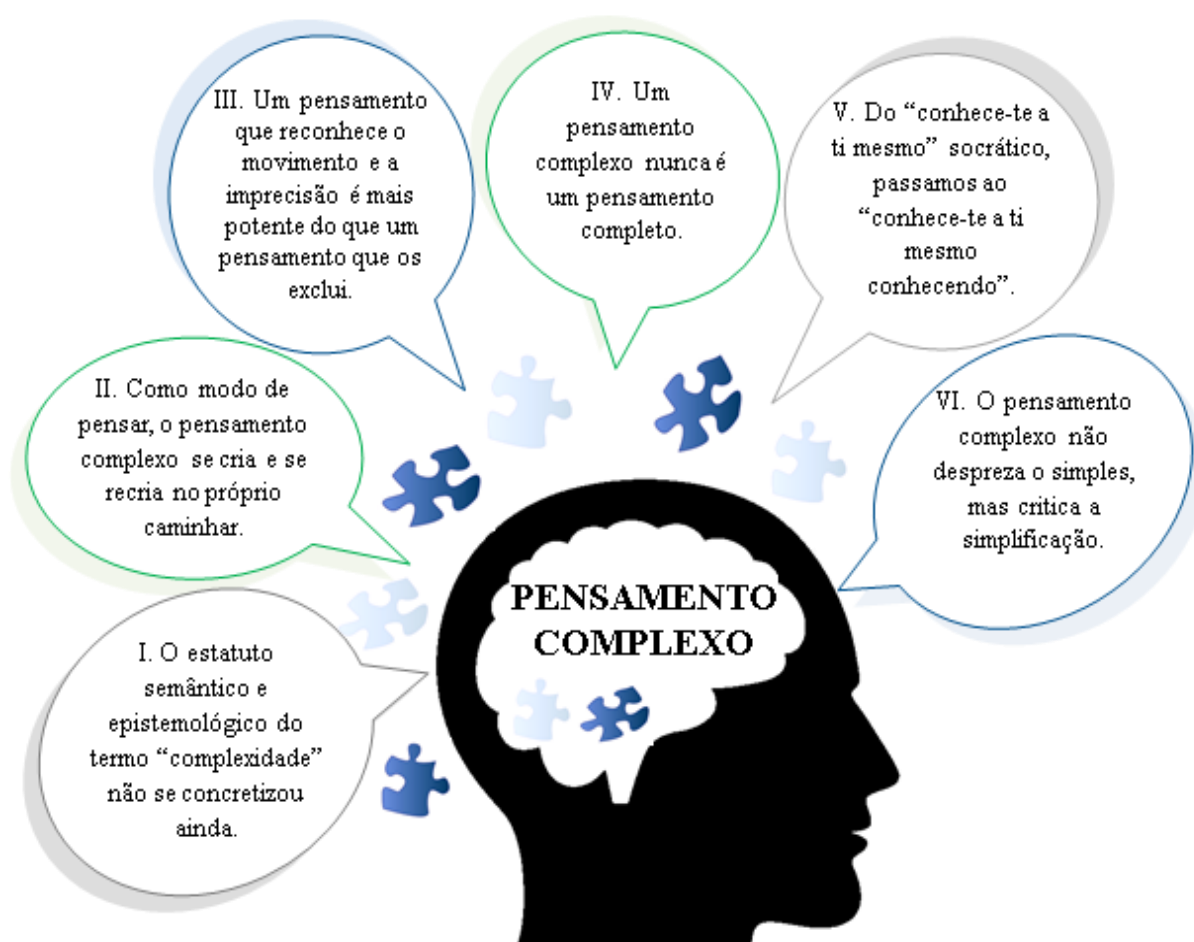 I. O estatuto
semântico e
epistemológico do
termo “complexidade”
não se concretizou
ainda.
II. Como modo de
pensar, o pensamento
complexo se cria e se
recria no próprio
caminhar.
III. Um pensamento
que reconhece o
movimento e a
imprecisão é mais
potente do que um
pensamento que os
exclui.
IV. Um
pensamento
complexo nunca é
um pensamento
completo.
V. Do “conhece-te a
ti mesmo” socrático,
passamos ao
“conhece-te a ti
mesmo
conhecendo”.
VI. O pensamento
complexo não
despreza o simples,
mas critica a
simplificação.
PENSAMENTO
COMPLEXO